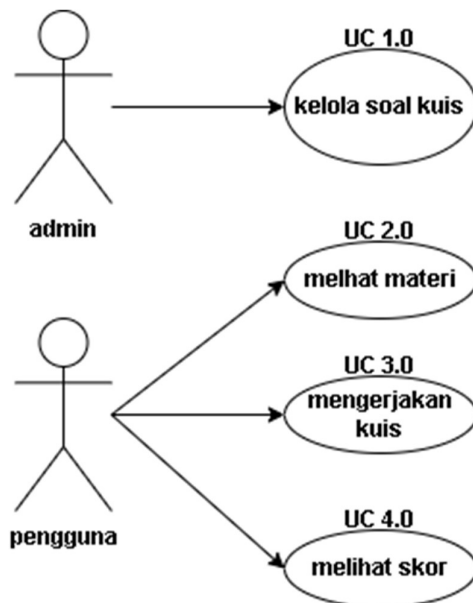 UC 1.0
kelola soal kuis
admin
UC 2.0
melhat materi
UC 3.0
mengerjakan
kuis
pengguna
UC 4.0
melihat skor